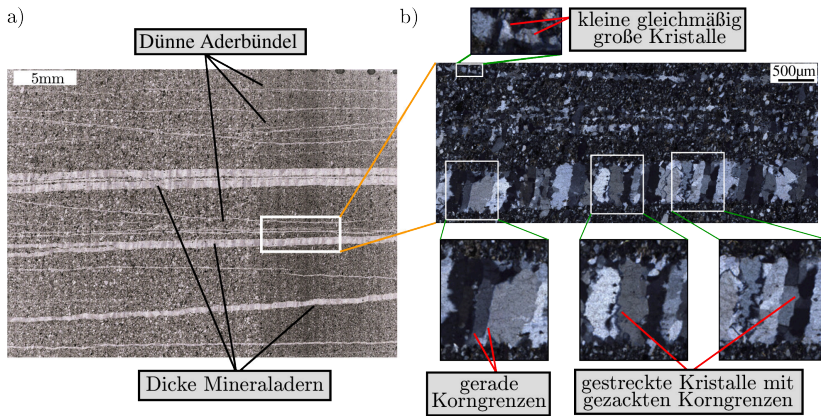 a)
Dünne Aderbündel
5mm
Dicke Mineraladern
b)
kleine gleichmäßig
große Kristalle
500µm
gerade
Korngrenzen
gestreckte Kristalle mit
gezackten Korngrenzen